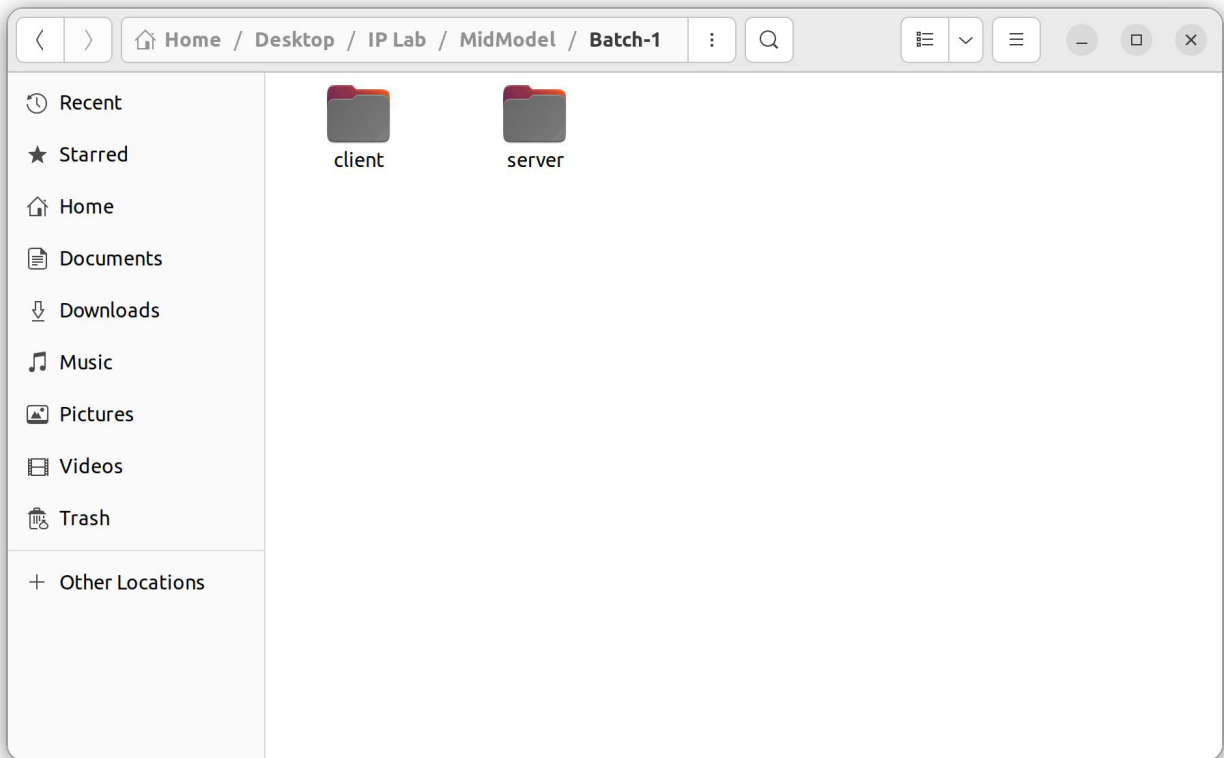 Home / Desktop / IP Lab / MidModel / Batch-1
Recent
Starred
Home
Documents
Downloads
Music
Pictures
Videos
Trash
Other Locations
client
server